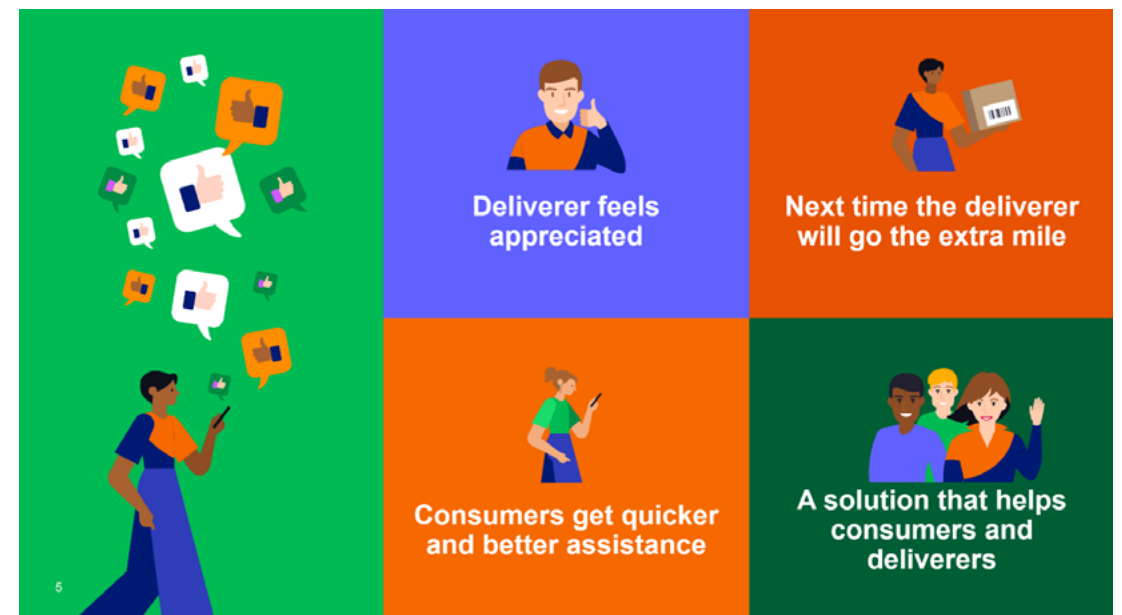 Deliverer feels
appreciated
Next time the deliverer
will go the extra mile
Consumers get quicker
and better assistance
A solution that helps
consumers and
deliverers
5